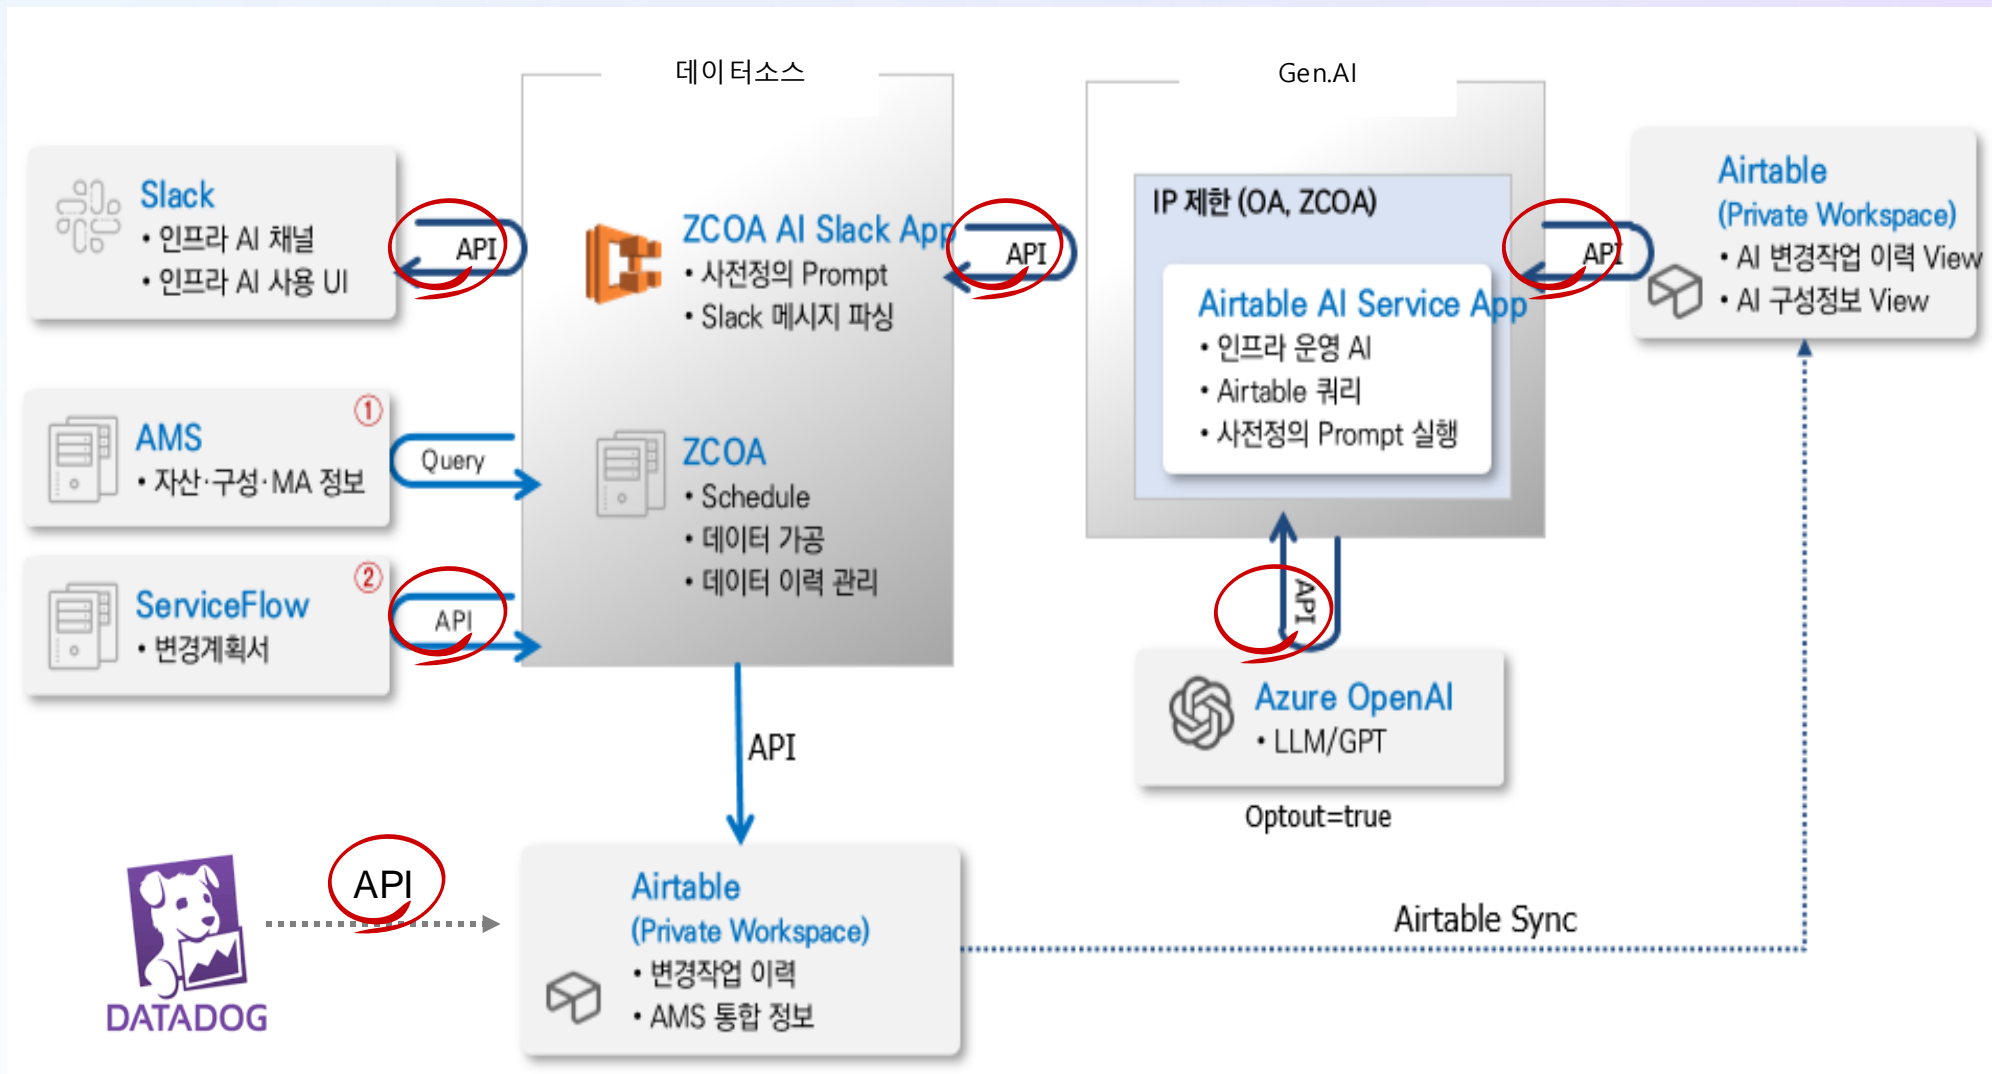 데이터소스
Gen.AI
Slack
• 인프라 AI 채널
• 인프라 AI 사용 UI
API
ZCOA AI Slack App
• 사전정의 Prompt
• Slack 메시지 파싱
API
IP 제한 (OA, ZCOA)
Airtable AI Service App
• 인프라 운영 AI
• Airtable 쿼리
• 사전정의 Prompt 실행
API
Airtable
(Private Workspace)
• AI 변경작업 이력 View
• AI 구성정보 View
①
AMS
• 자산·구성·MA 정보
Query
ZCOA
• Schedule
• 데이터 가공
• 데이터 이력 관리
②
ServiceFlow
• 변경계획서
API
API
Azure OpenAI
• LLM/GPT
Optout=true
API
DATADOG
API
Airtable
(Private Workspace)
• 변경작업 이력
• AMS 통합 정보
Airtable Sync